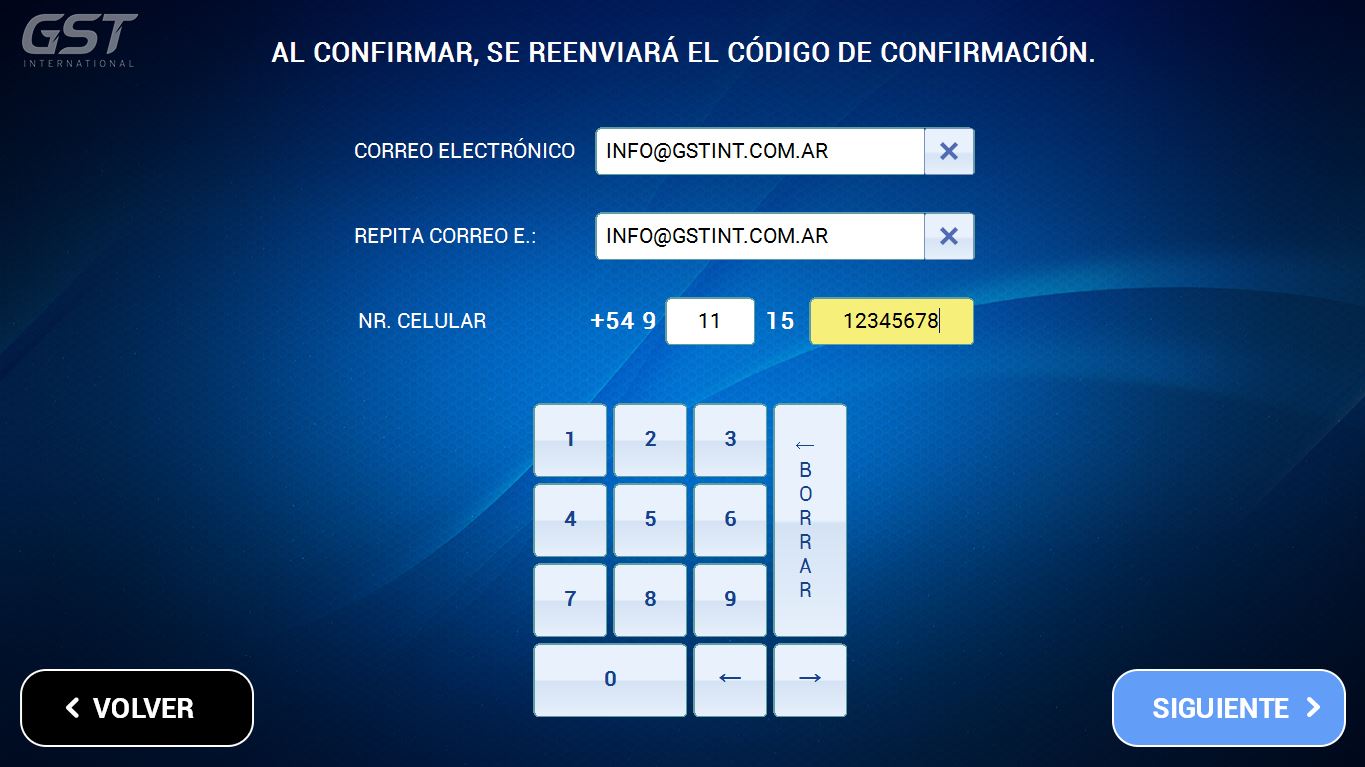 GST
INTERNATIONAL
AL CONFIRMAR, SE REENVIARÁ EL CÓDIGO DE CONFIRMACIÓN.
CORREO ELECTRÓNICO INFO@GSTINT.COM.AR ×
REPITA CORREO E.: INFO@GSTINT.COM.AR ×
NR. CELULAR +54 9 11 15 12345678
1 2 3
4 5 6
7 8 9
0 ← →
←
B
O
R
R
A
R
< VOLVER
SIGUIENTE >